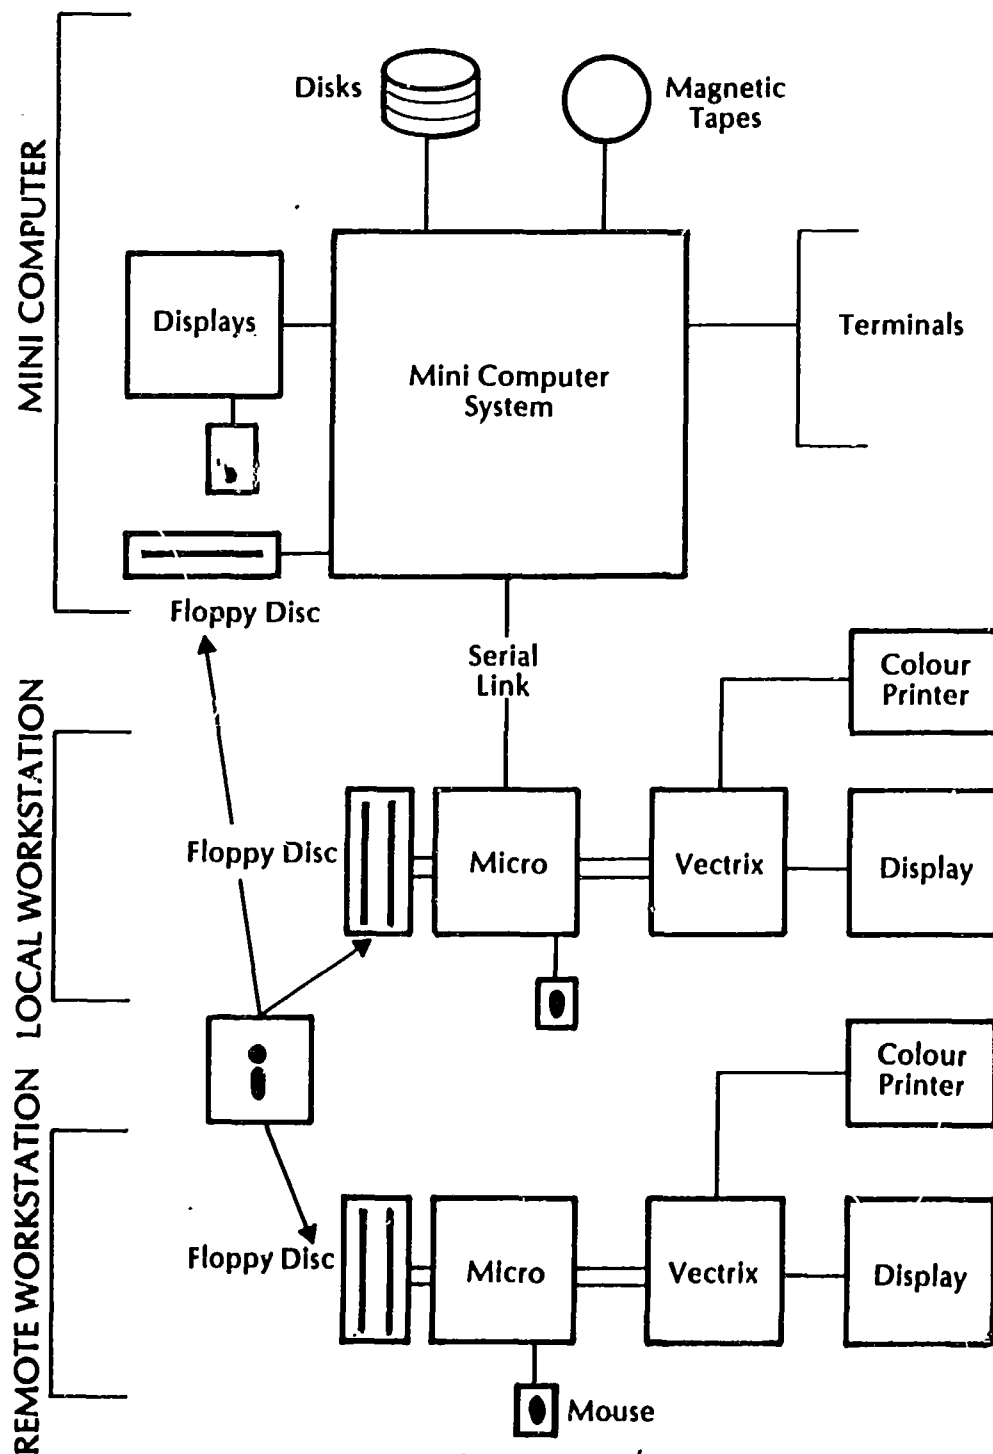 MINI COMPUTER
Disks
Magnetic
Tapes
Displays
Mini Computer
System
Terminals
Floppy Disc
Serial
Link
LOCAL WORKSTATION
Colour
Printer
Floppy Disc
Micro
Vectrix
Display
REMOTE WORKSTATION
Colour
Printer
Floppy Disc
Micro
Vectrix
Display
Mouse